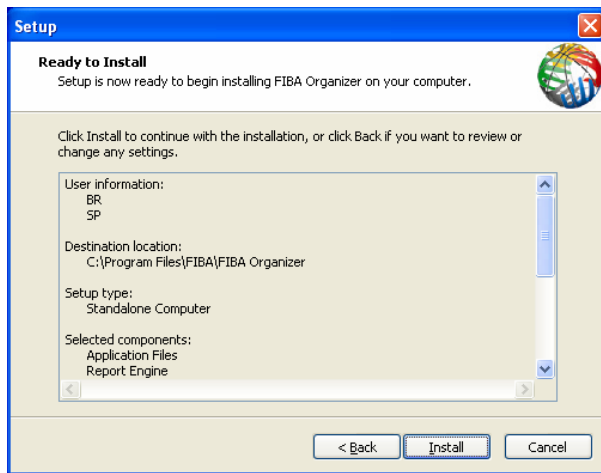 Setup
Ready to Install
Setup is now ready to begin installing FIBA Organizer on your computer.
Click Install to continue with the installation, or click Back if you want to review or
change any settings.
User information:
BR
SP
Destination location:
C:\Program Files\FIBA\FIBA Organizer
Setup type:
Standalone Computer
Selected components:
Application Files
Report Engine
< Back
Install
Cancel